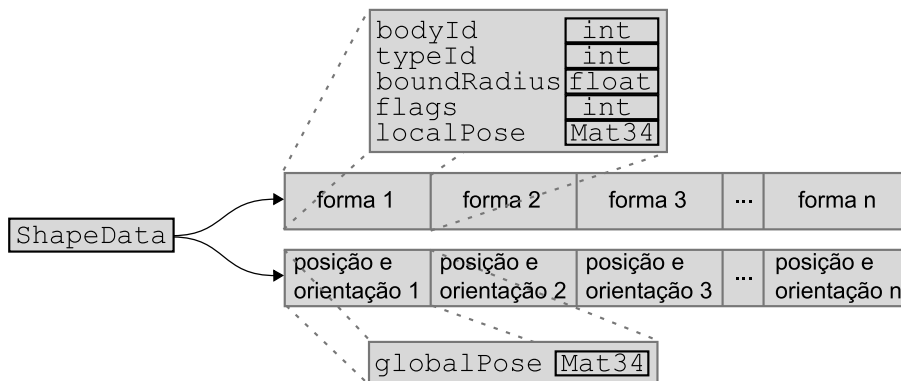 bodyId int
typeId int
boundRadius float
flags int
localPose Mat34
forma 1 forma 2 forma 3 ... forma n
ShapeData
posição e posição e posição e ... posição e
orientação 1 orientação 2 orientação 3 orientação n
globalPose Mat34